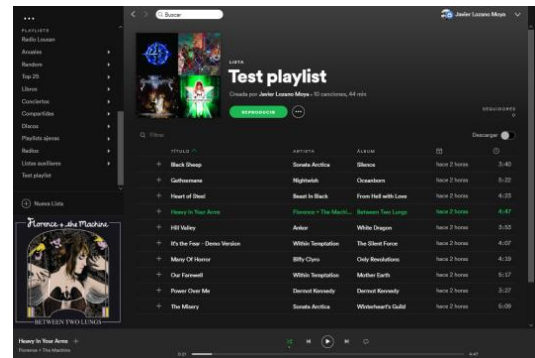 Buscar
Javier Lozano Moya
PLAYLISTS
Radio Lousan
Arcades
Random
Top 25
Libros
Conciertos
Compartidas
Discos
Playlists ajenas
Radios
Listas auxiliares
Test playlist
Nueva Lista
LISTA
Test playlist
Creada por Javier Lozano Moya · 10 canciones, 44 min
REPRODUCIR
SEGUIDORES
0
Filtrar
Descargar
TÍTULO ARTISTA ÁLBUM
Black Sheep Sonata Arctica Silence hace 2 horas 3:40
Gethsemane Nightwish Oceanborn hace 2 horas 5:22
Heart of Steel Beast In Black From Hell with Love hace 2 horas 4:23
Heavy In Your Arms Florence + The Machi... Between Two Lungs hace 2 horas 4:47
Hill Valley Ankor White Dragon hace 2 horas 3:53
It's the Fear - Demo Version Within Temptation The Silent Force hace 2 horas 4:07
Many Of Horror Biffy Clyro Only Revolutions hace 2 horas
Our Farewell Within Temptation Mother Earth hace 2 horas 5:17
Power Over Me Dermot Kennedy Dermot Kennedy hace 2 horas 3:27
The Misery Sonata Arctica Winterheart's Guild hace 2 horas 5:09
Florence + the Machine
BETWEEN TWO LUNGS
Heavy In Your Arms
Florence + The Machine
0:21
4:47